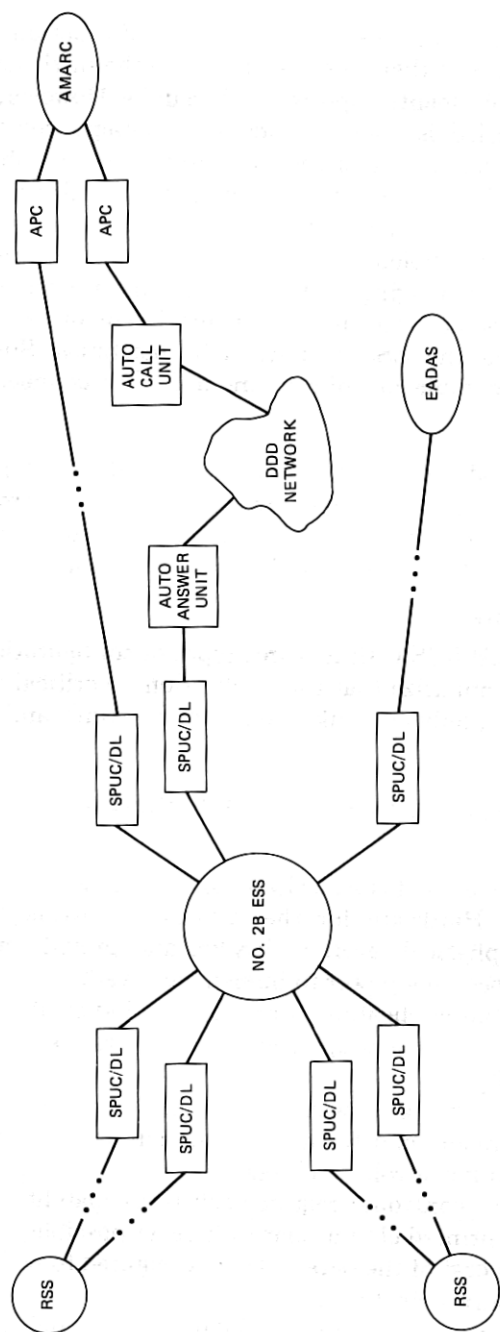 AMARC
APC
APC
AUTO
CALL
UNIT
DDD
NETWORK
AUTO
ANSWER
UNIT
EADAS
SPUC/DL
SPUC/DL
SPUC/DL
NO. 2B ESS
SPUC/DL
SPUC/DL
SPUC/DL
SPUC/DL
RSS
RSS